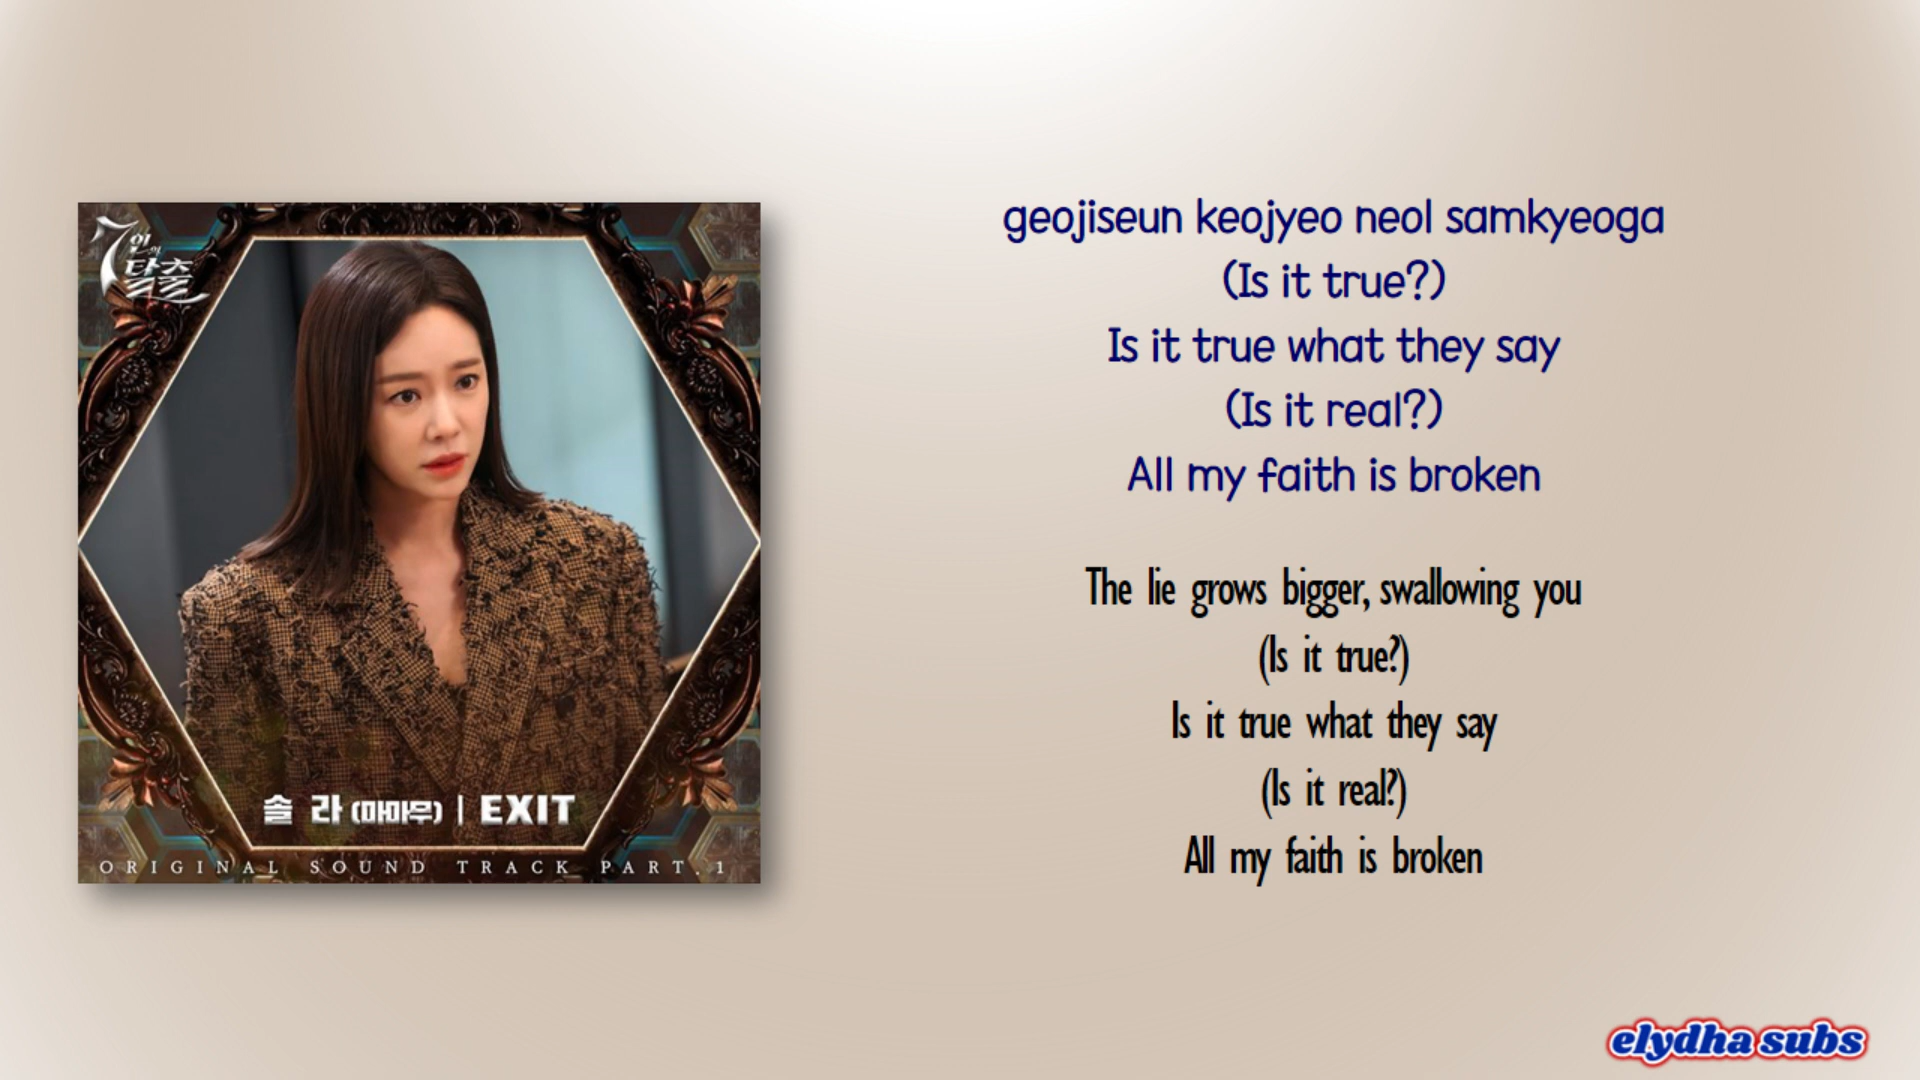 7인의
탈출
솔 라 (마마무) | EXIT
ORIGINAL SOUND TRACK PART.1
geojiseun keojyeo neol samkyeoga
(Is it true?)
Is it true what they say
(Is it real?)
All my faith is broken
The lie grows bigger, swallowing you
(Is it true?)
Is it true what they say
(Is it real?)
All my faith is broken
elydha subs